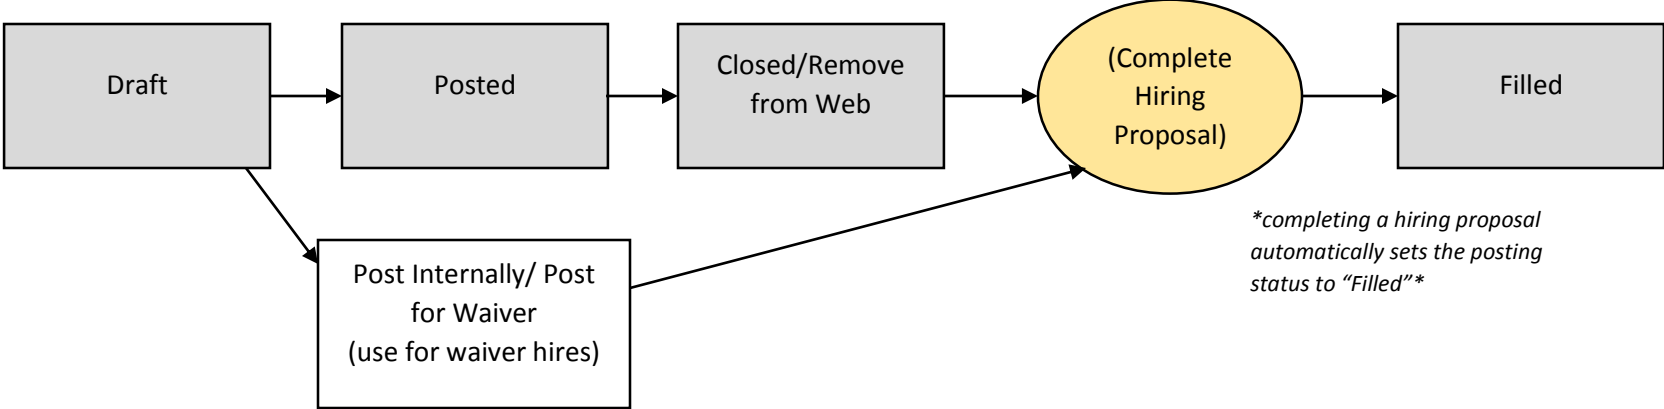 Draft
Posted
Closed/Remove
from Web
(Complete
Hiring
Proposal)
Filled
*completing a hiring proposal
automatically sets the posting
status to “Filled”*
Post Internally/ Post
for Waiver
(use for waiver hires)